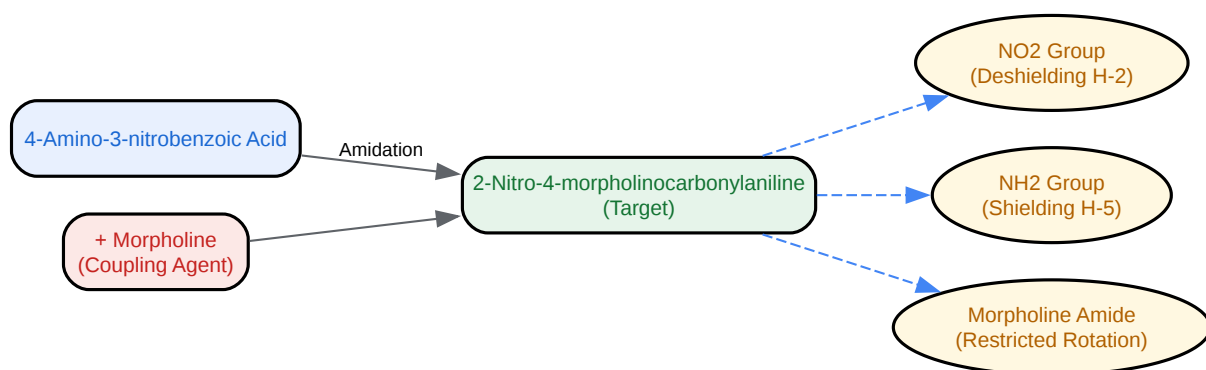 4-Amino-3-nitrobenzoic Acid
+ Morpholine
(Coupling Agent)
Amidation
2-Nitro-4-morpholinocarbonylaniline
(Target)
NO2 Group
(Deshielding H-2)
NH2 Group
(Shielding H-5)
Morpholine Amide
(Restricted Rotation)